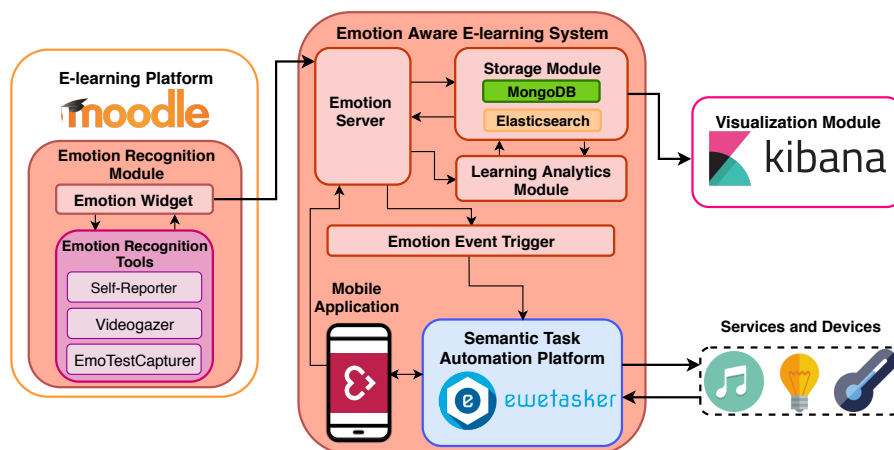 E-learning Platform
moodle
Emotion Recognition
Module
Emotion Widget
Emotion Recognition
Tools
Self-Reporter
Videogazer
EmoTestCapturer
Emotion Aware E-learning System
Emotion
Server
Storage Module
MongoDB
Elasticsearch
Learning Analytics
Module
Emotion Event Trigger
Mobile
Application
Semantic Task
Automation Platform
e
ewetasker
Visualization Module
kibana
Services and Devices